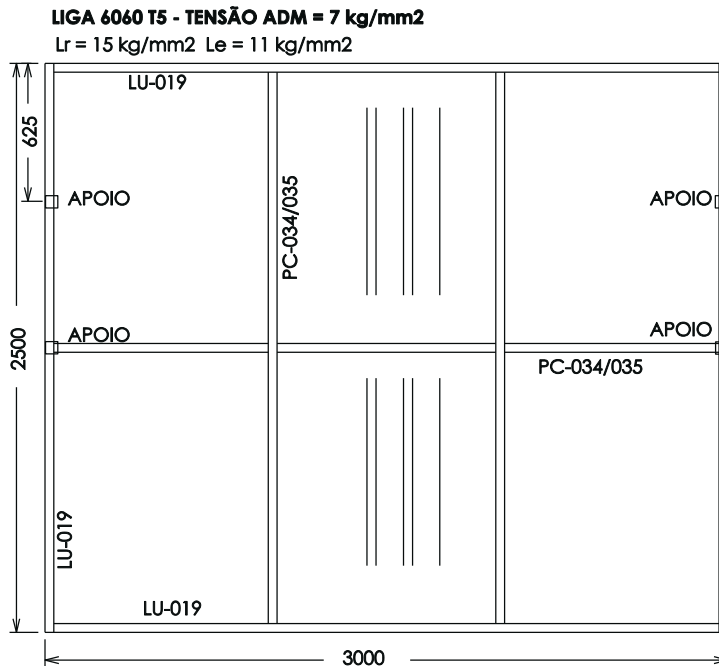 LIGA 6060 T5 - TENSÃO ADM = 7 kg/mm2
Lr = 15 kg/mm2 Le = 11 kg/mm2
LU-019
625
APOIO
PC-034/035
APOIO
APOIO
APOIO
2500
PC-034/035
LU-019
LU-019
3000